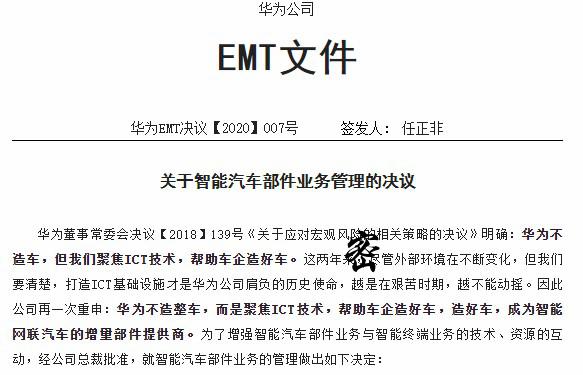 华为公司
EMT文件
华为EMT决议【2020】007号 签发人： 任正非
关于智能汽车部件业务管理的决议
华为董事常委会决议【2018】139号《关于应对宏观风险的相关策略的决议》明确：华为不
造车，但我们聚焦ICT技术，帮助车企造好车。这两年来，尽管外部环境在不断变化，但我们
要清楚，打造ICT基础设施才是华为公司肩负的历史使命，越是在艰苦时期，越不能动摇。因此
公司再一次重申：华为不造整车，而是聚焦ICT技术，帮助车企造好车，造好车，成为智能
网联汽车的增量部件提供商。为了增强智能汽车部件业务与智能终端业务的技术、资源的互
动，经公司总裁批准，就智能汽车部件业务的管理做出如下决定：
密